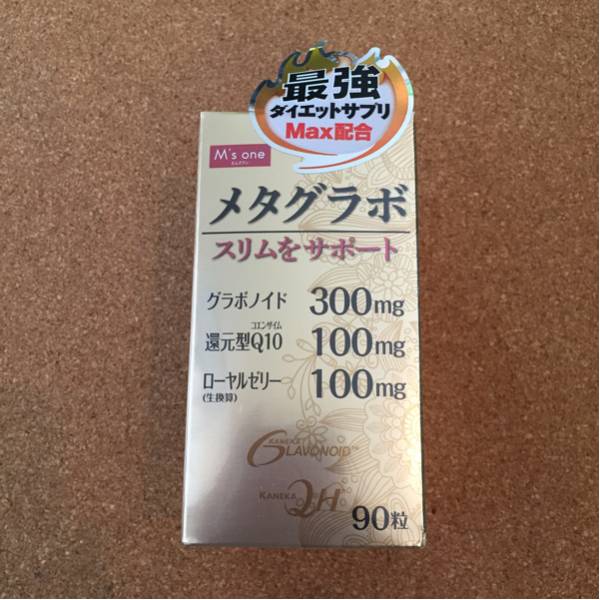 最強
ダイエットサプリ
Max配合
M's one
エムズワン
メタグラボ
スリムをサポート
グラボノイド 300mg
コエンザイム
還元型Q10 100mg
ローヤルゼリー 100mg
(生換算)
KANEKA
GLAVONOID™
KANEKA QH
90粒